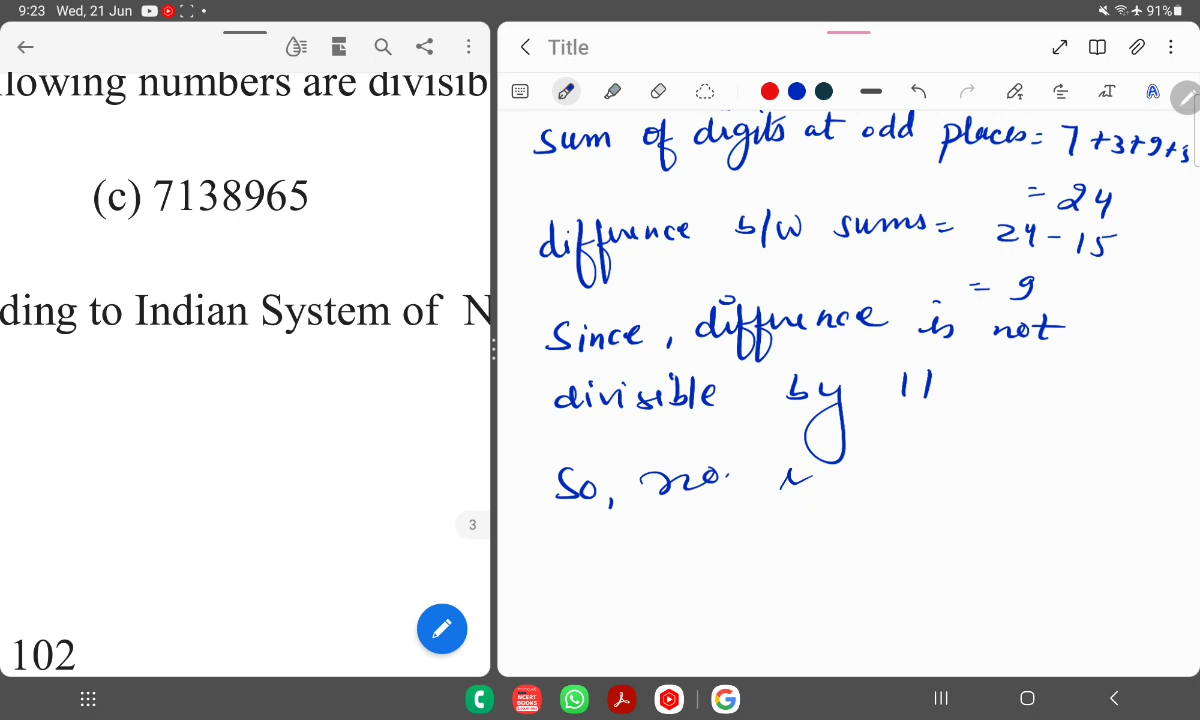 9:23 Wed, 21 Jun
91%
lowing numbers are divisib
(c) 7138965
ding to Indian System of N
3
102
Title
sum of digits at odd places = 7 +3+9+5
= 24
difference b/w sums = 24 - 15
= 9
Since, difference is not
divisible by 11
So, no.
NCERT
BOOKS